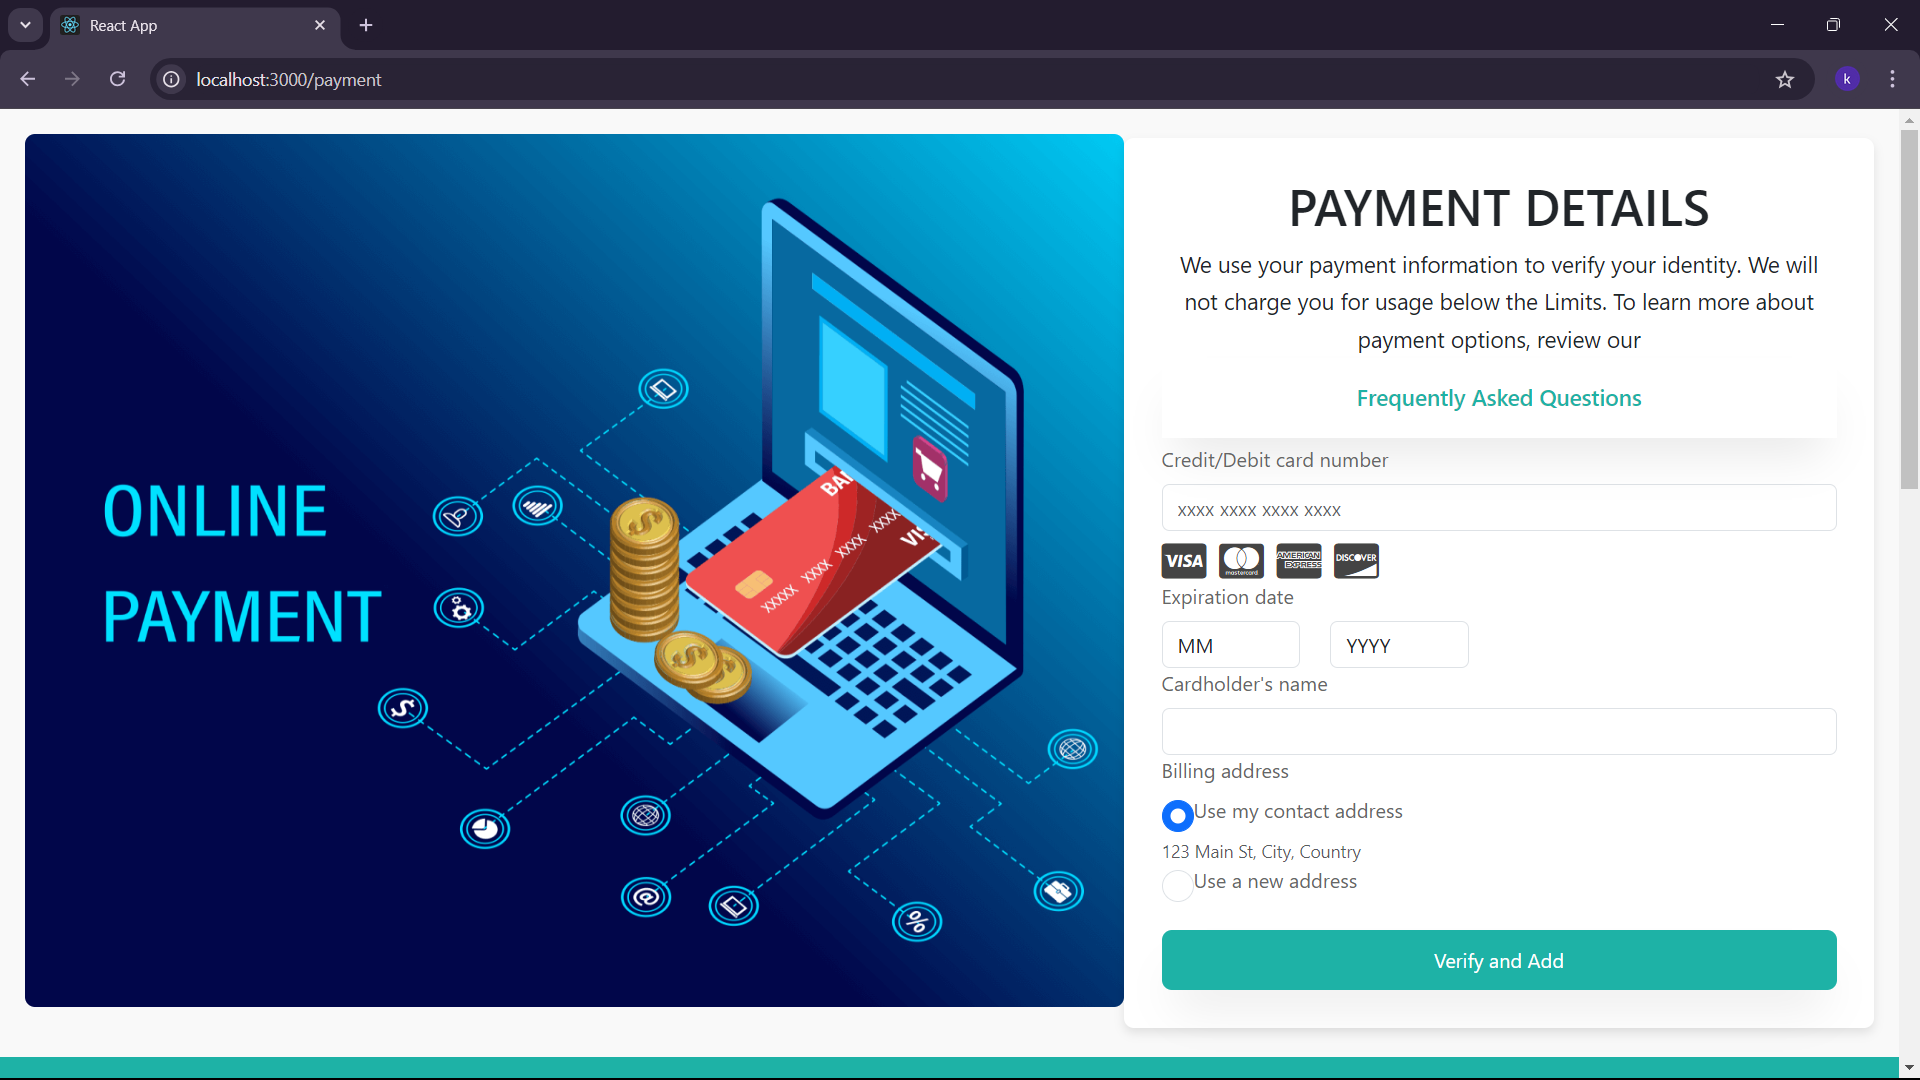 React App
localhost:3000/payment
k
ONLINE
PAYMENT
BAN
VIS
XXXXX XXXX XXXX XXXX
PAYMENT DETAILS
We use your payment information to verify your identity. We will
not charge you for usage below the Limits. To learn more about
payment options, review our
Frequently Asked Questions
Credit/Debit card number
xxxx xxxx xxxx xxxx
VISA mastercard AMERICAN EXPRESS DISCOVER
Expiration date
MM YYYY
Cardholder's name
Billing address
Use my contact address
123 Main St, City, Country
Use a new address
Verify and Add